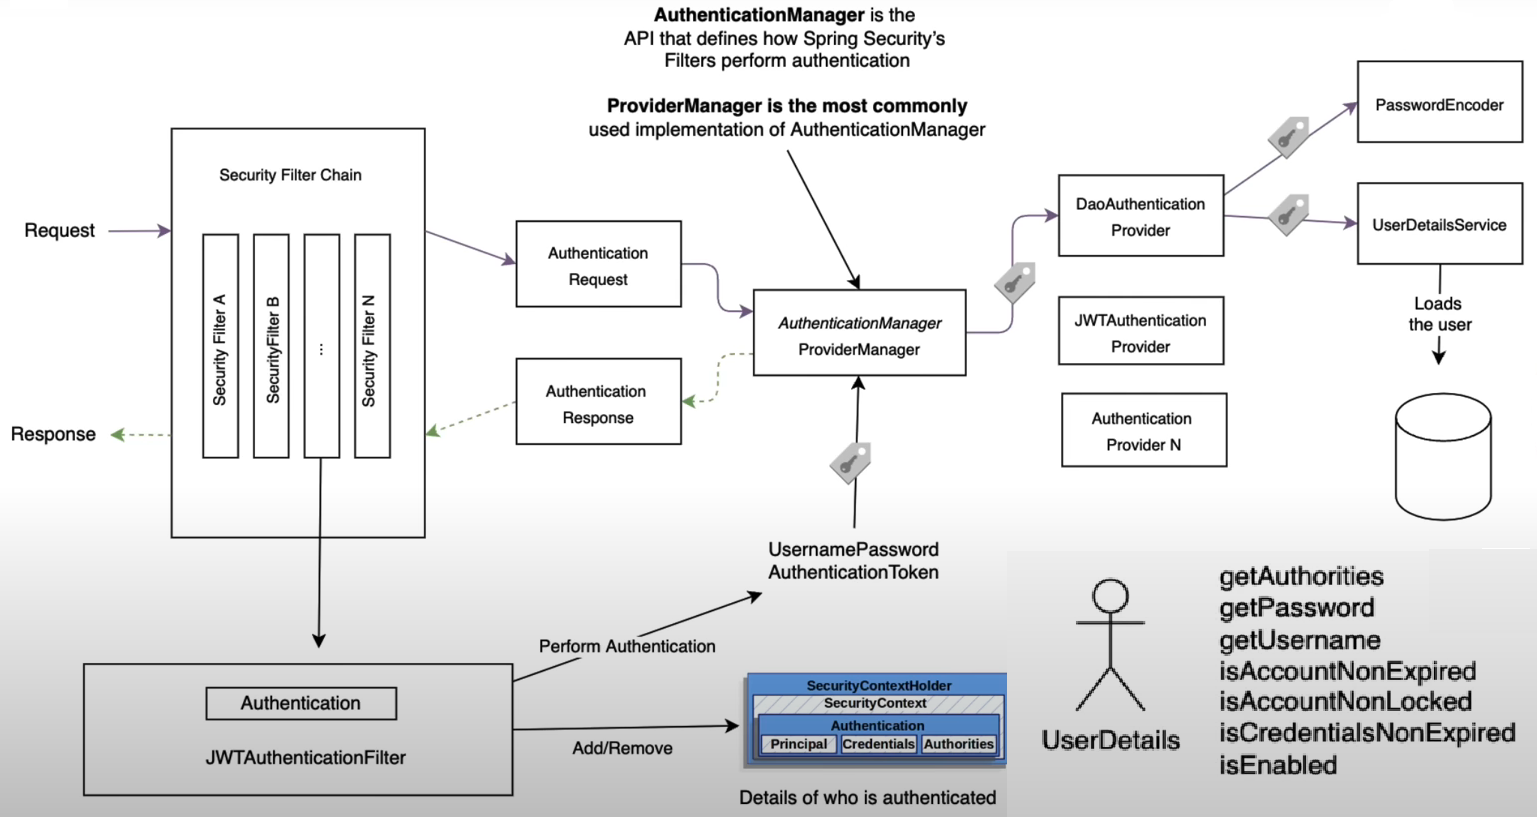 AuthenticationManager is the
API that defines how Spring Security's
Filters perform authentication
ProviderManager is the most commonly
used implementation of AuthenticationManager
Request
Response
Security Filter Chain
Security Filter A
SecurityFilter B
...
Security Filter N
Authentication
Request
Authentication
Response
AuthenticationManager
ProviderManager
DaoAuthentication
Provider
JWTAuthentication
Provider
Authentication
Provider N
PasswordEncoder
UserDetailsService
Loads
the user
UsernamePassword
AuthenticationToken
Perform Authentication
Authentication
JWTAuthenticationFilter
Add/Remove
SecurityContextHolder
SecurityContext
Authentication
Principal
Credentials
Authorities
Details of who is authenticated
UserDetails
getAuthorities
getPassword
getUsername
isAccountNonExpired
isAccountNonLocked
isCredentialsNonExpired
isEnabled